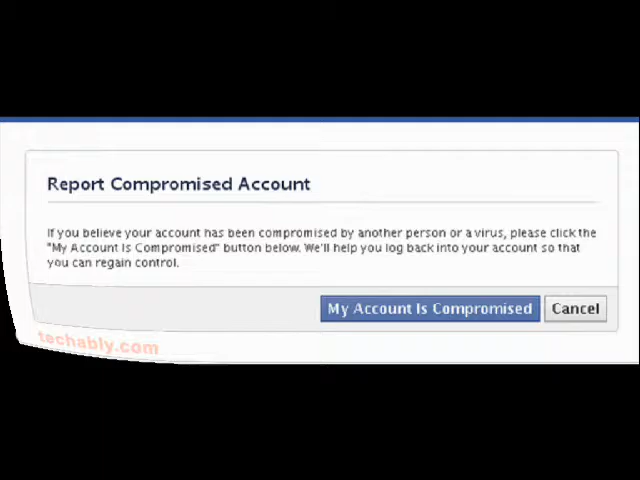 Report Compromised Account
If you believe your account has been compromised by another person or a virus, please click the
"My Account Is Compromised" button below. We'll help you log back into your account so that
you can regain control.
My Account Is Compromised Cancel
techably.com